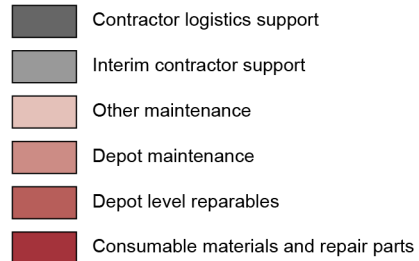 Contractor logistics support
Interim contractor support
Other maintenance
Depot maintenance
Depot level reparables
Consumable materials and repair parts